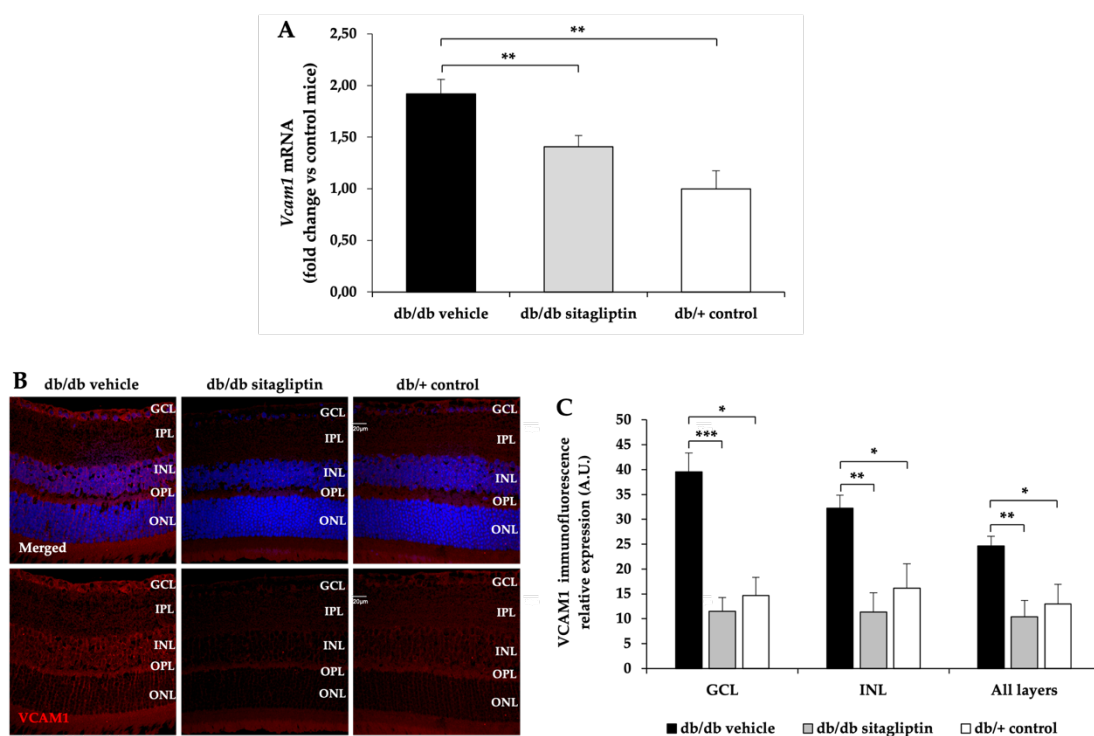 A
Vcam1 mRNA
(fold change vs control mice)
2,50
2,00
1,50
1,00
0,50
0,00
**
**
db/db vehicle
db/db sitagliptin
db/+ control
B
db/db vehicle
db/db sitagliptin
db/+ control
GCL
IPL
INL
OPL
ONL
Merged
GCL
20µm
IPL
INL
OPL
ONL
GCL
20µm
IPL
INL
OPL
ONL
GCL
IPL
INL
OPL
ONL
VCAM1
GCL
20µm
IPL
INL
OPL
ONL
GCL
20µm
IPL
INL
OPL
ONL
C
VCAM1 immunofluorescence
relative expression (A.U.)
50
45
40
35
30
25
20
15
10
5
0
*
***
*
**
*
**
GCL
INL
All layers
db/db vehicle
db/db sitagliptin
db/+ control